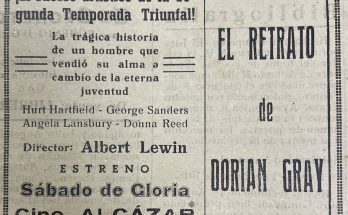 gunda Temporada Triunfal!
La trágica historia
de un hombre que
vendió su alma a
cambio de la eterna
juventud
Hurt Hartfield - George Sanders
Angela Lansbury - Donna Reed
Director: Albert Lewin
ESTRENO
Sábado de Gloria
Cine ALCÁZAR
EL RETRATO
de
DORIAN GRAY